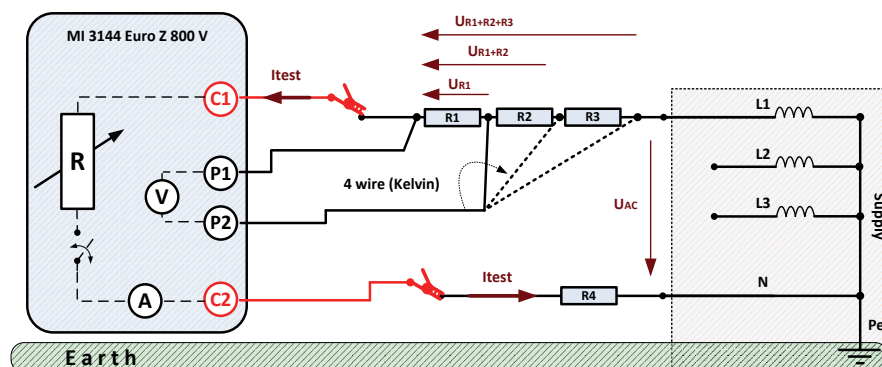 MI 3144 Euro Z 800 V
UR1+R2+R3
UR1+R2
UR1
Itest
C1
R1
R2
R3
L1
R
V
P1
P2
4 wire (Kelvin)
L2
L3
UAC
Supply
A
C2
Itest
R4
N
Pe
Earth